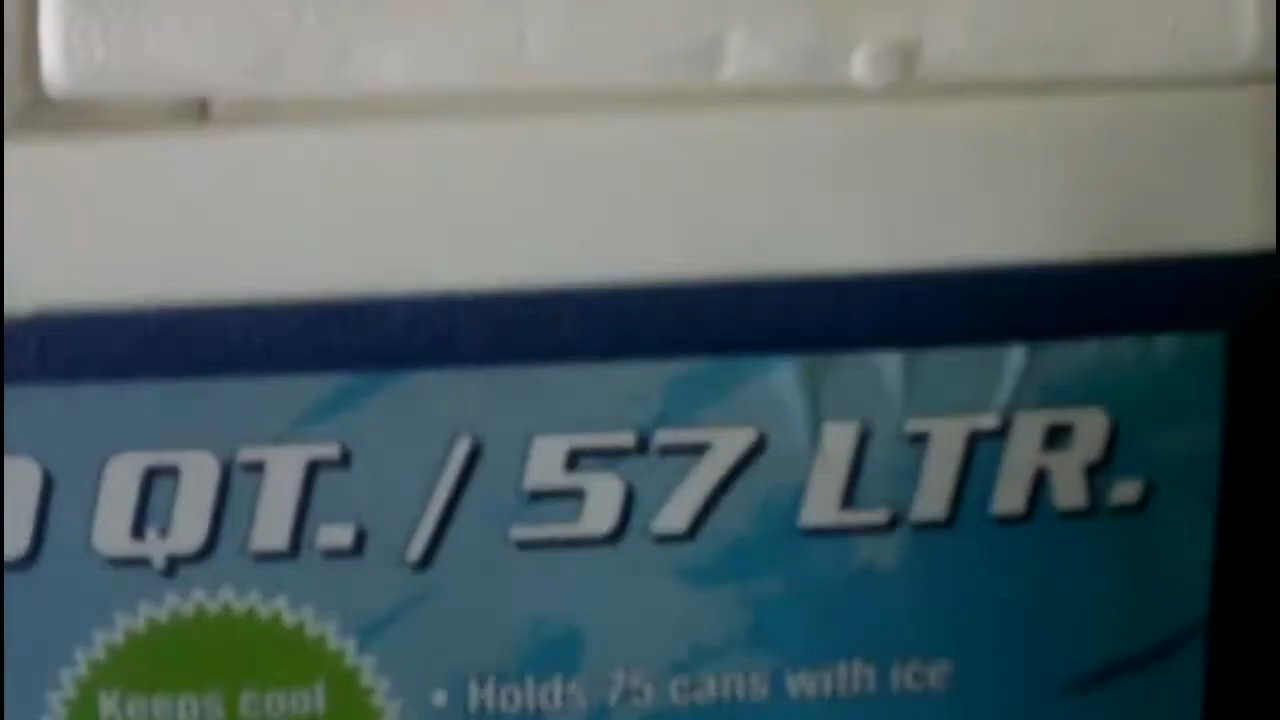 QT. / 57 LTR.
Keeps cool
• Holds 75 cans with ice